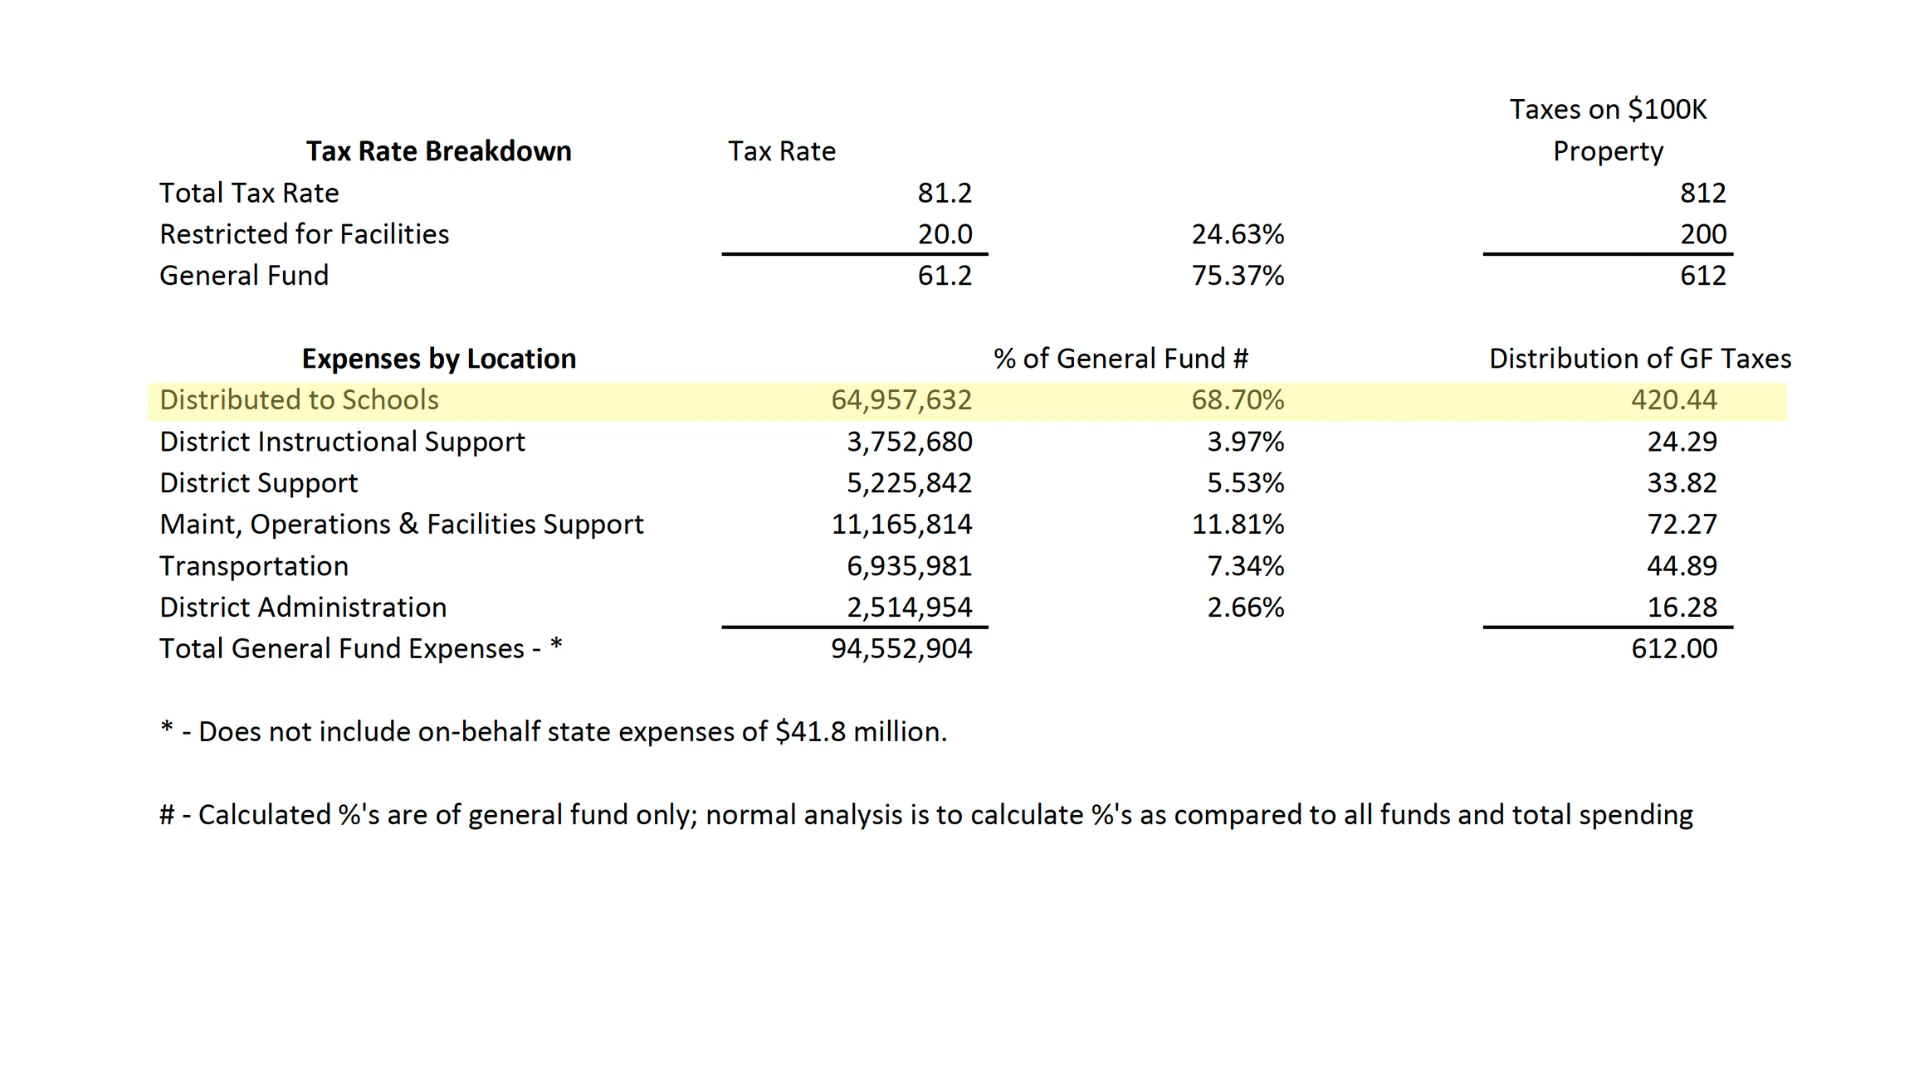 Taxes on $100K
Tax Rate Breakdown Tax Rate Property
Total Tax Rate 81.2 812
Restricted for Facilities 20.0 24.63% 200
General Fund 61.2 75.37% 612
Expenses by Location % of General Fund # Distribution of GF Taxes
Distributed to Schools 64,957,632 68.70% 420.44
District Instructional Support 3,752,680 3.97% 24.29
District Support 5,225,842 5.53% 33.82
Maint, Operations & Facilities Support 11,165,814 11.81% 72.27
Transportation 6,935,981 7.34% 44.89
District Administration 2,514,954 2.66% 16.28
Total General Fund Expenses - * 94,552,904 612.00
* - Does not include on-behalf state expenses of $41.8 million.
# - Calculated %'s are of general fund only; normal analysis is to calculate %'s as compared to all funds and total spending